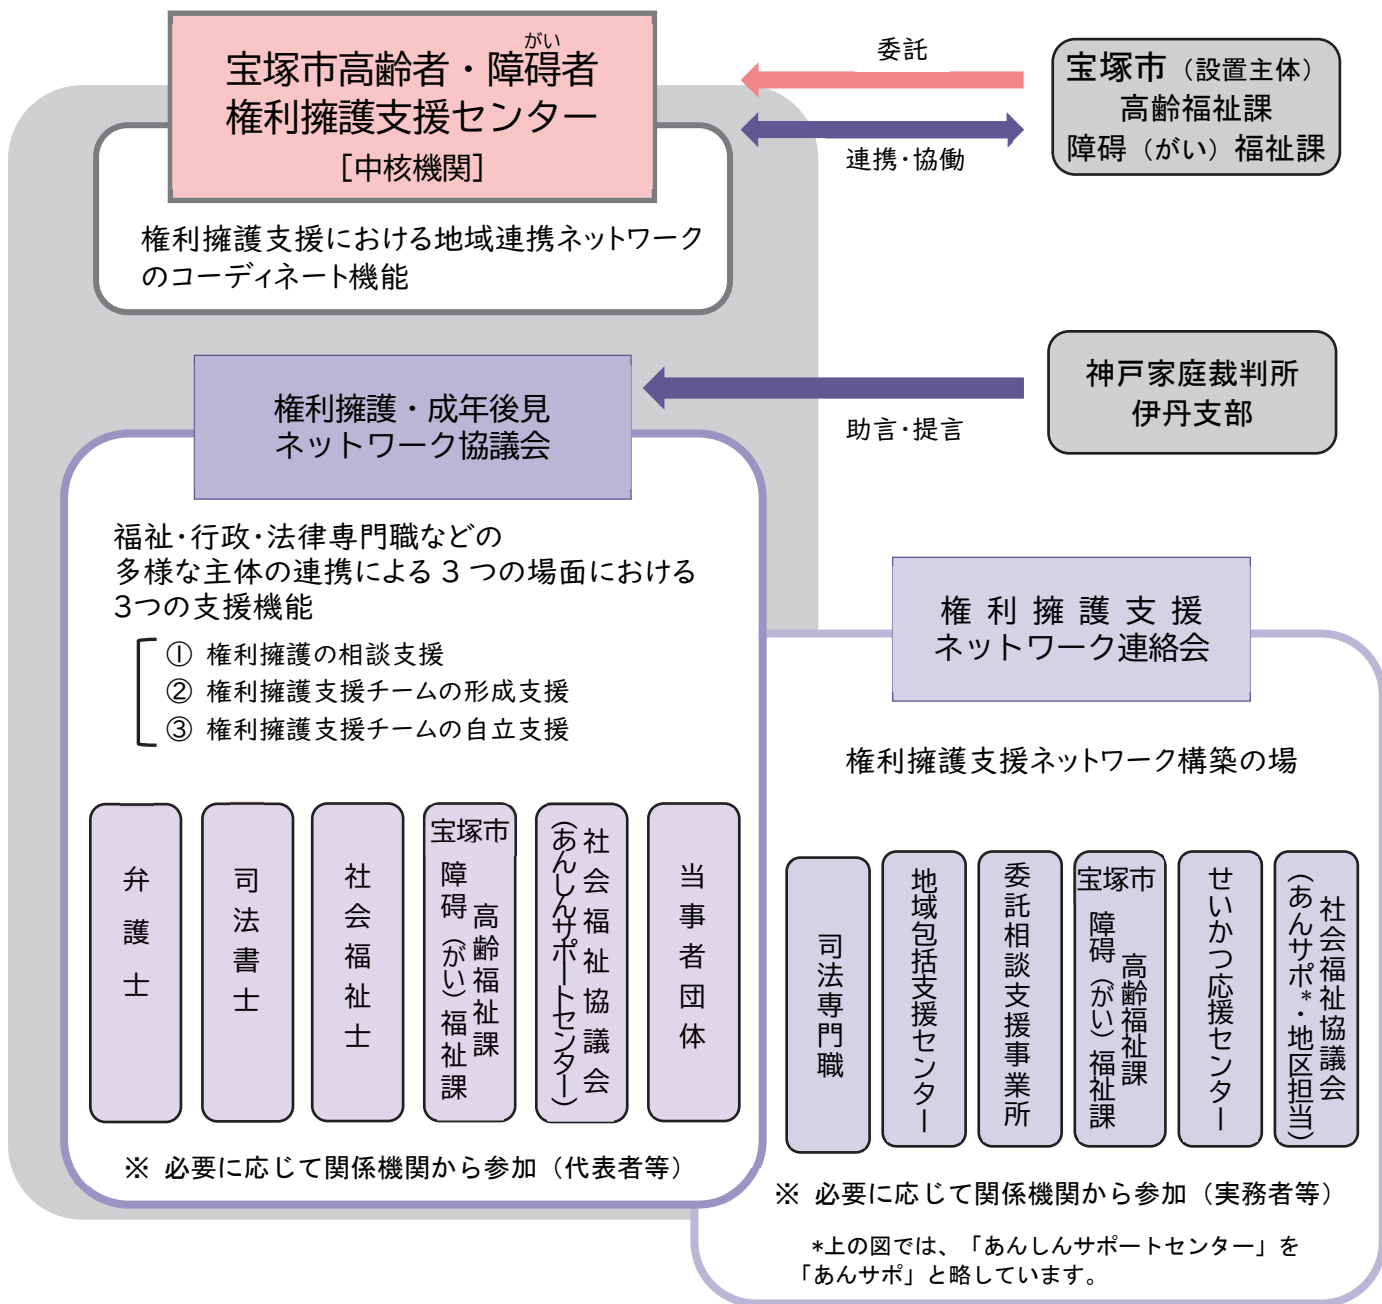 がい
宝塚市高齢者・障碍者
権利擁護支援センター
［中核機関］
委託
連携・協働
宝塚市（設置主体）
高齢福祉課
障碍（がい）福祉課
権利擁護支援における地域連携ネットワーク
のコーディネート機能
権利擁護・成年後見
ネットワーク協議会
助言・提言
神戸家庭裁判所
伊丹支部
福祉・行政・法律専門職などの
多様な主体の連携による３つの場面における
３つの支援機能
① 権利擁護の相談支援
② 権利擁護支援チームの形成支援
③ 権利擁護支援チームの自立支援
弁護士
司法書士
社会福祉士
宝塚市
高齢福祉課
障碍（がい）福祉課
社会福祉協議会
（あんしんサポートセンター）
当事者団体
※ 必要に応じて関係機関から参加（代表者等）
権利擁護支援
ネットワーク連絡会
権利擁護支援ネットワーク構築の場
司法専門職
地域包括支援センター
委託相談支援事業所
宝塚市
高齢福祉課
障碍（がい）福祉課
せいかつ応援センター
社会福祉協議会
（あんサポ*・地区担当）
※ 必要に応じて関係機関から参加（実務者等）
*上の図では、「あんしんサポートセンター」を
「あんサポ」と略しています。